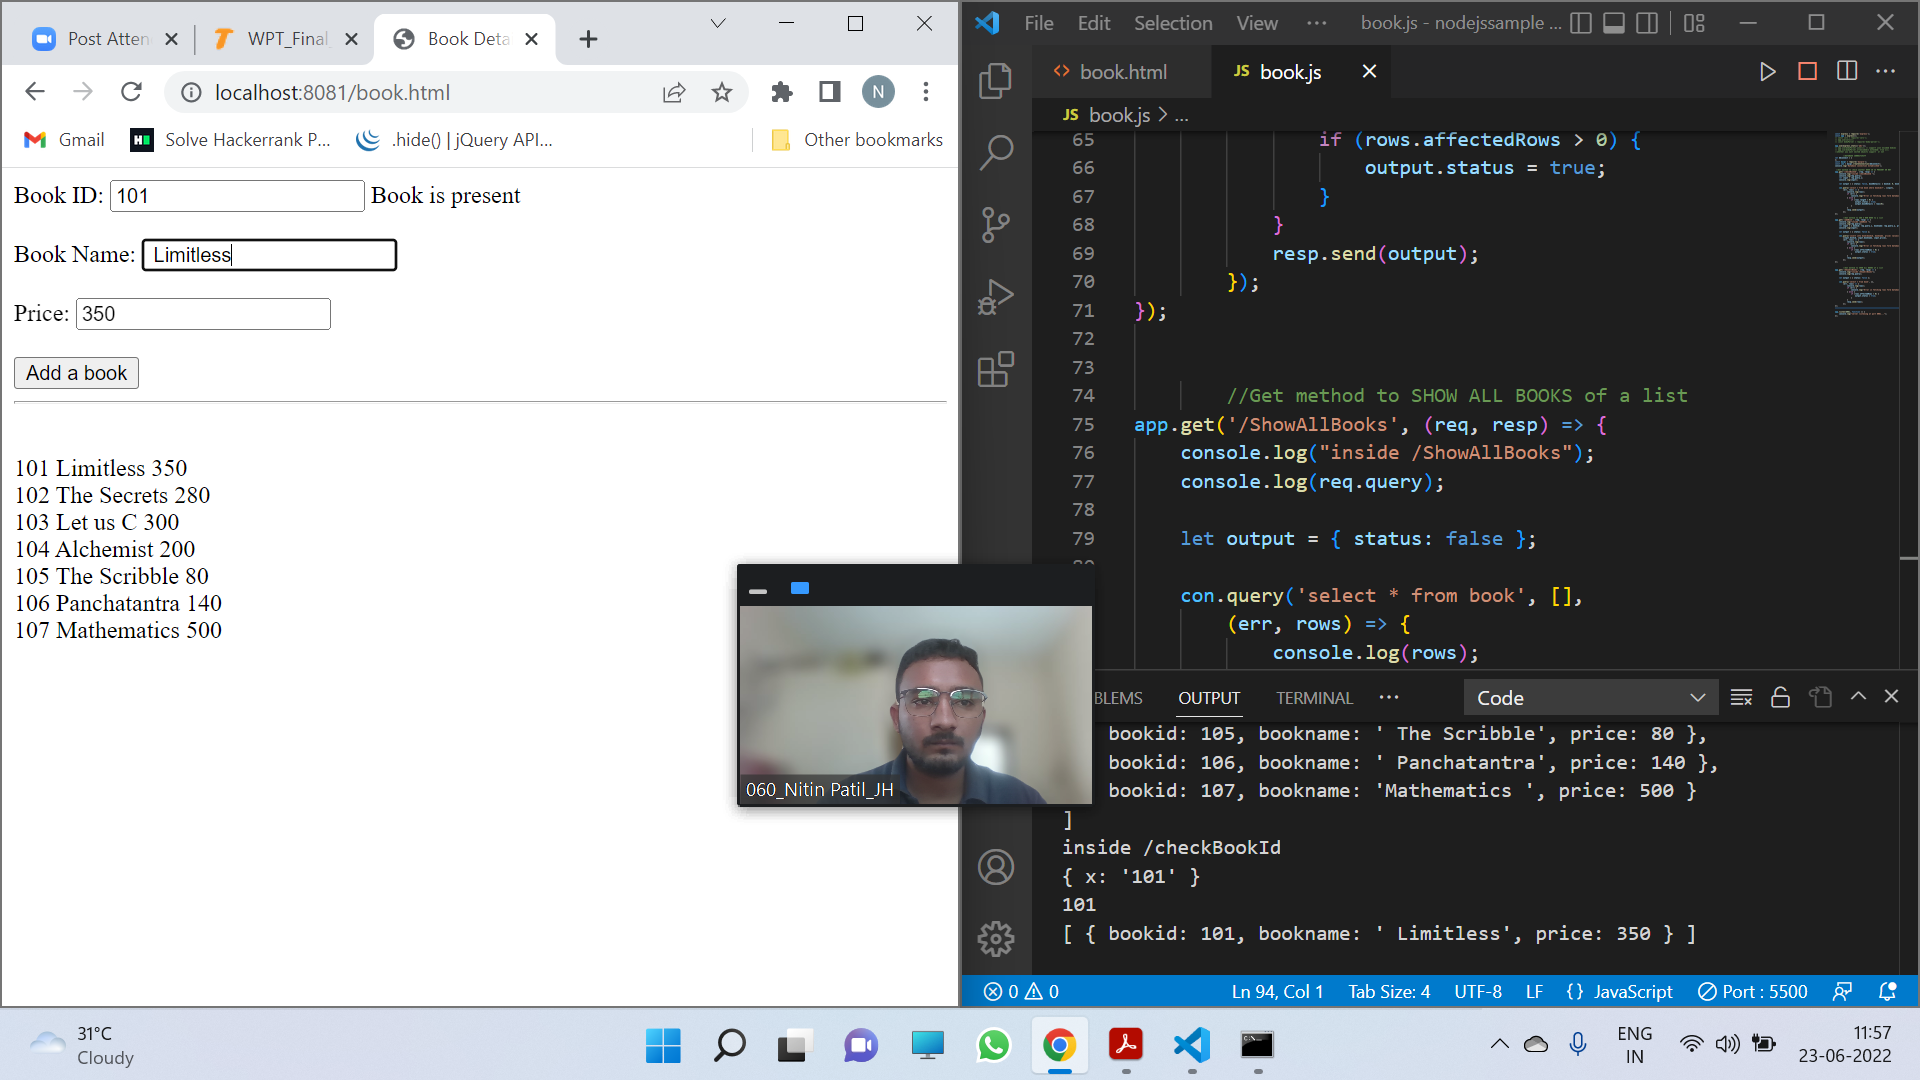 Post Atten
WPT_Final
Book Deta
localhost:8081/book.html
N
Gmail
Solve Hackerrank P...
.hide() | jQuery API...
Other bookmarks
Book ID: 101 Book is present
Book Name: Limitless
Price: 350
Add a book
101 Limitless 350
102 The Secrets 280
103 Let us C 300
104 Alchemist 200
105 The Scribble 80
106 Panchatantra 140
107 Mathematics 500
060_Nitin Patil_JH
File Edit Selection View ··· book.js - nodejssample ...
book.html
JS book.js
JS book.js > ...
65 if (rows.affectedRows > 0) {
66 output.status = true;
67 }
68 }
69 resp.send(output);
70 });
71 });
72
73
74 //Get method to SHOW ALL BOOKS of a list
75 app.get('/ShowAllBooks', (req, resp) => {
76 console.log("inside /ShowAllBooks");
77 console.log(req.query);
78
79 let output = { status: false };
con.query('select * from book', [],
(err, rows) => {
console.log(rows);
BLEMS OUTPUT TERMINAL ··· Code
bookid: 105, bookname: ' The Scribble', price: 80 },
bookid: 106, bookname: ' Panchatantra', price: 140 },
bookid: 107, bookname: 'Mathematics ', price: 500 }
]
inside /checkBookId
{ x: '101' }
101
[ { bookid: 101, bookname: ' Limitless', price: 350 } ]
0 0 Ln 94, Col 1 Tab Size: 4 UTF-8 LF {} JavaScript Port : 5500
31°C
Cloudy
ENG
IN
11:57
23-06-2022